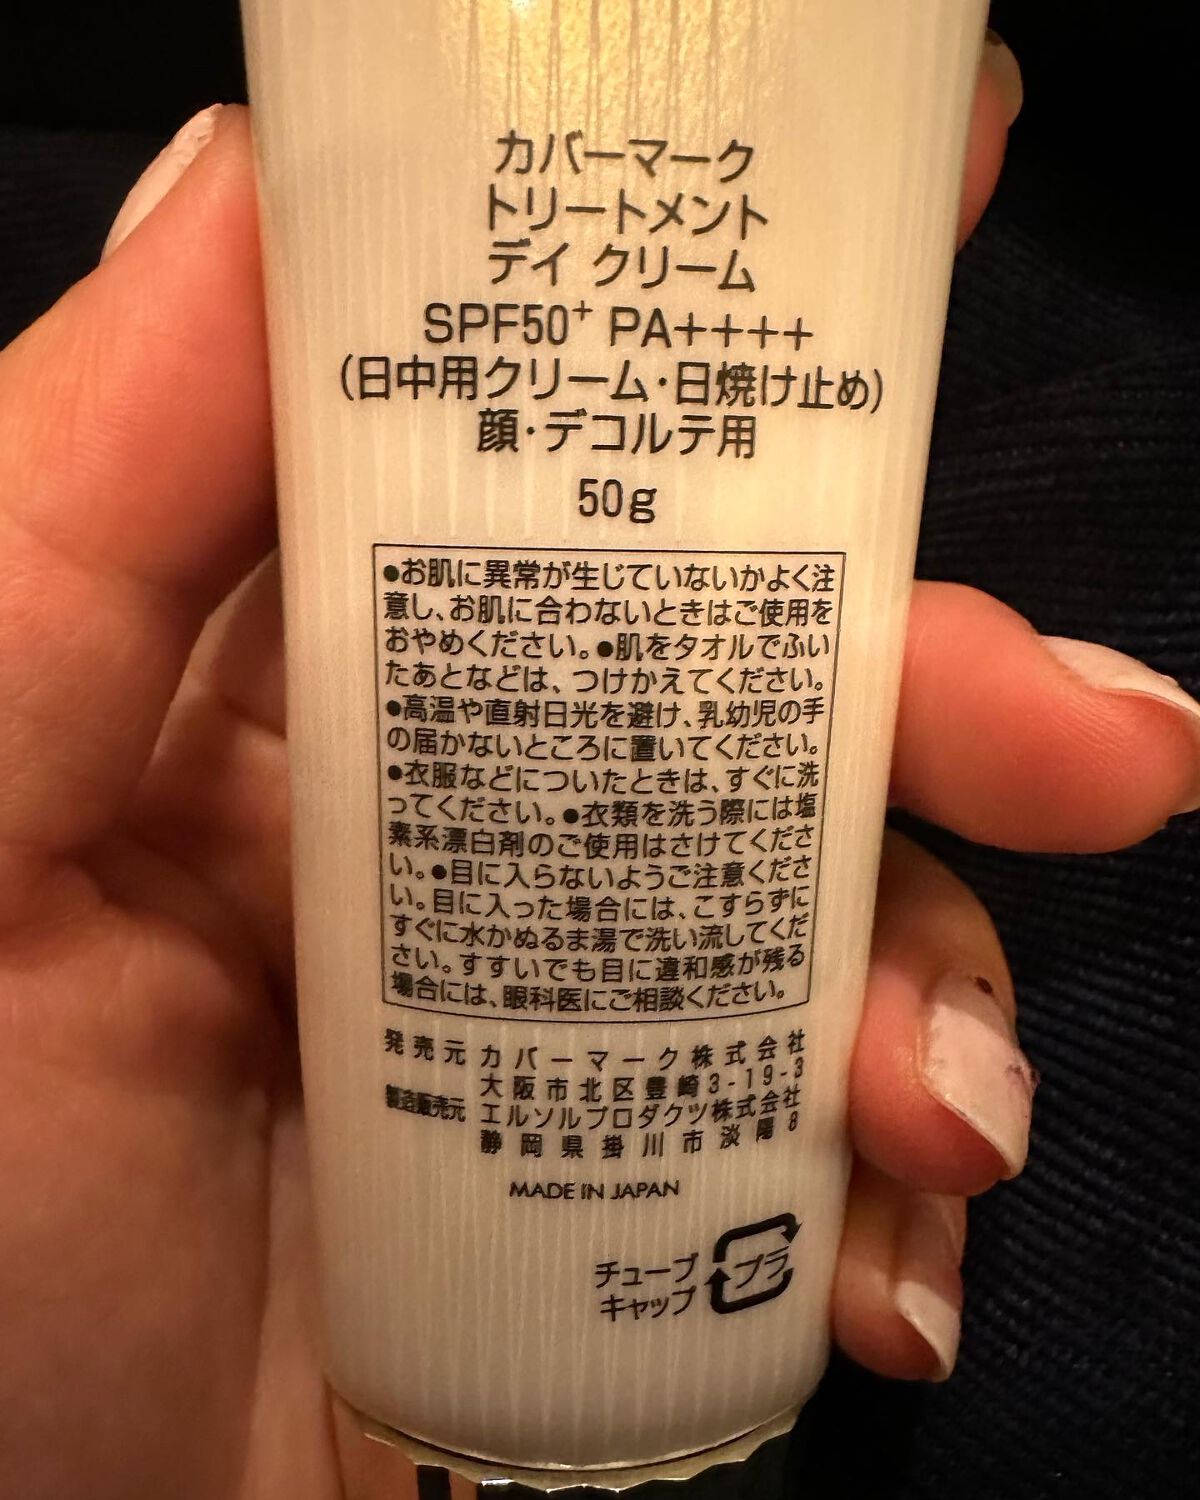 カバーマーク
トリートメント
デイ クリーム
SPF50⁺ PA++++
(日中用クリーム・日焼け止め)
顔・デコルテ用
50g
●お肌に異常が生じていないかよく注
意し、お肌に合わないときはご使用を
おやめください。●肌をタオルでふい
たあとなどは、つけかえてください。
●高温や直射日光を避け、乳幼児の手
の届かないところに置いてください。
●衣服などについたときは、すぐに洗
ってください。●衣類を洗う際には塩
素系漂白剤のご使用はさけてくださ
い。●目に入らないようご注意くださ
い。目に入った場合には、こすらずに
すぐに水かぬるま湯で洗い流してくだ
さい。すすいでも目に違和感が残る
場合には、眼科医にご相談ください。
発売元 カバーマーク株式会社
大阪市北区豊崎3-19-3
製造販売元 エルソルプロダクツ株式会社
静岡県掛川市淡陽8
MADE IN JAPAN
チューブ
キャップ
プラ